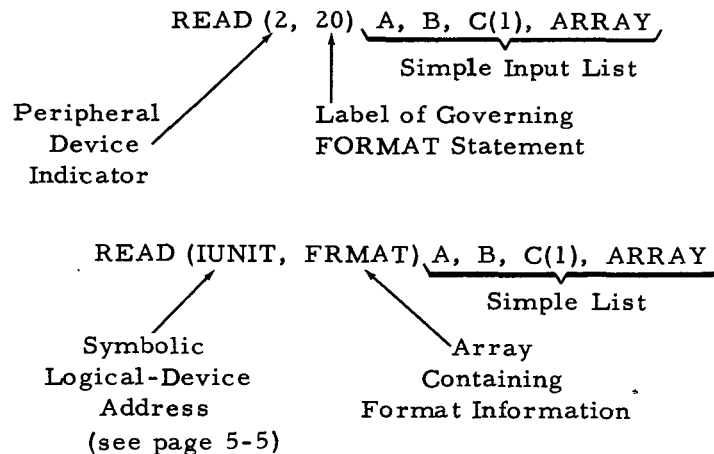 READ (2, 20) A, B, C(1), ARRAY
Simple Input List
Peripheral
Device
Indicator
Label of Governing
FORMAT Statement
READ (IUNIT, FRMAT) A, B, C(1), ARRAY
Simple List
Symbolic
Logical-Device
Address
(see page 5-5)
Array
Containing
Format Information